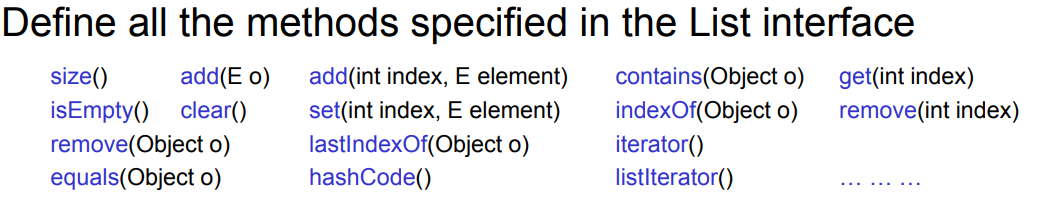 Define all the methods specified in the List interface
size() add(E o) add(int index, E element) contains(Object o) get(int index)
isEmpty() clear() set(int index, E element) indexOf(Object o) remove(int index)
remove(Object o) lastIndexOf(Object o) iterator()
equals(Object o) hashCode() listIterator() … … …